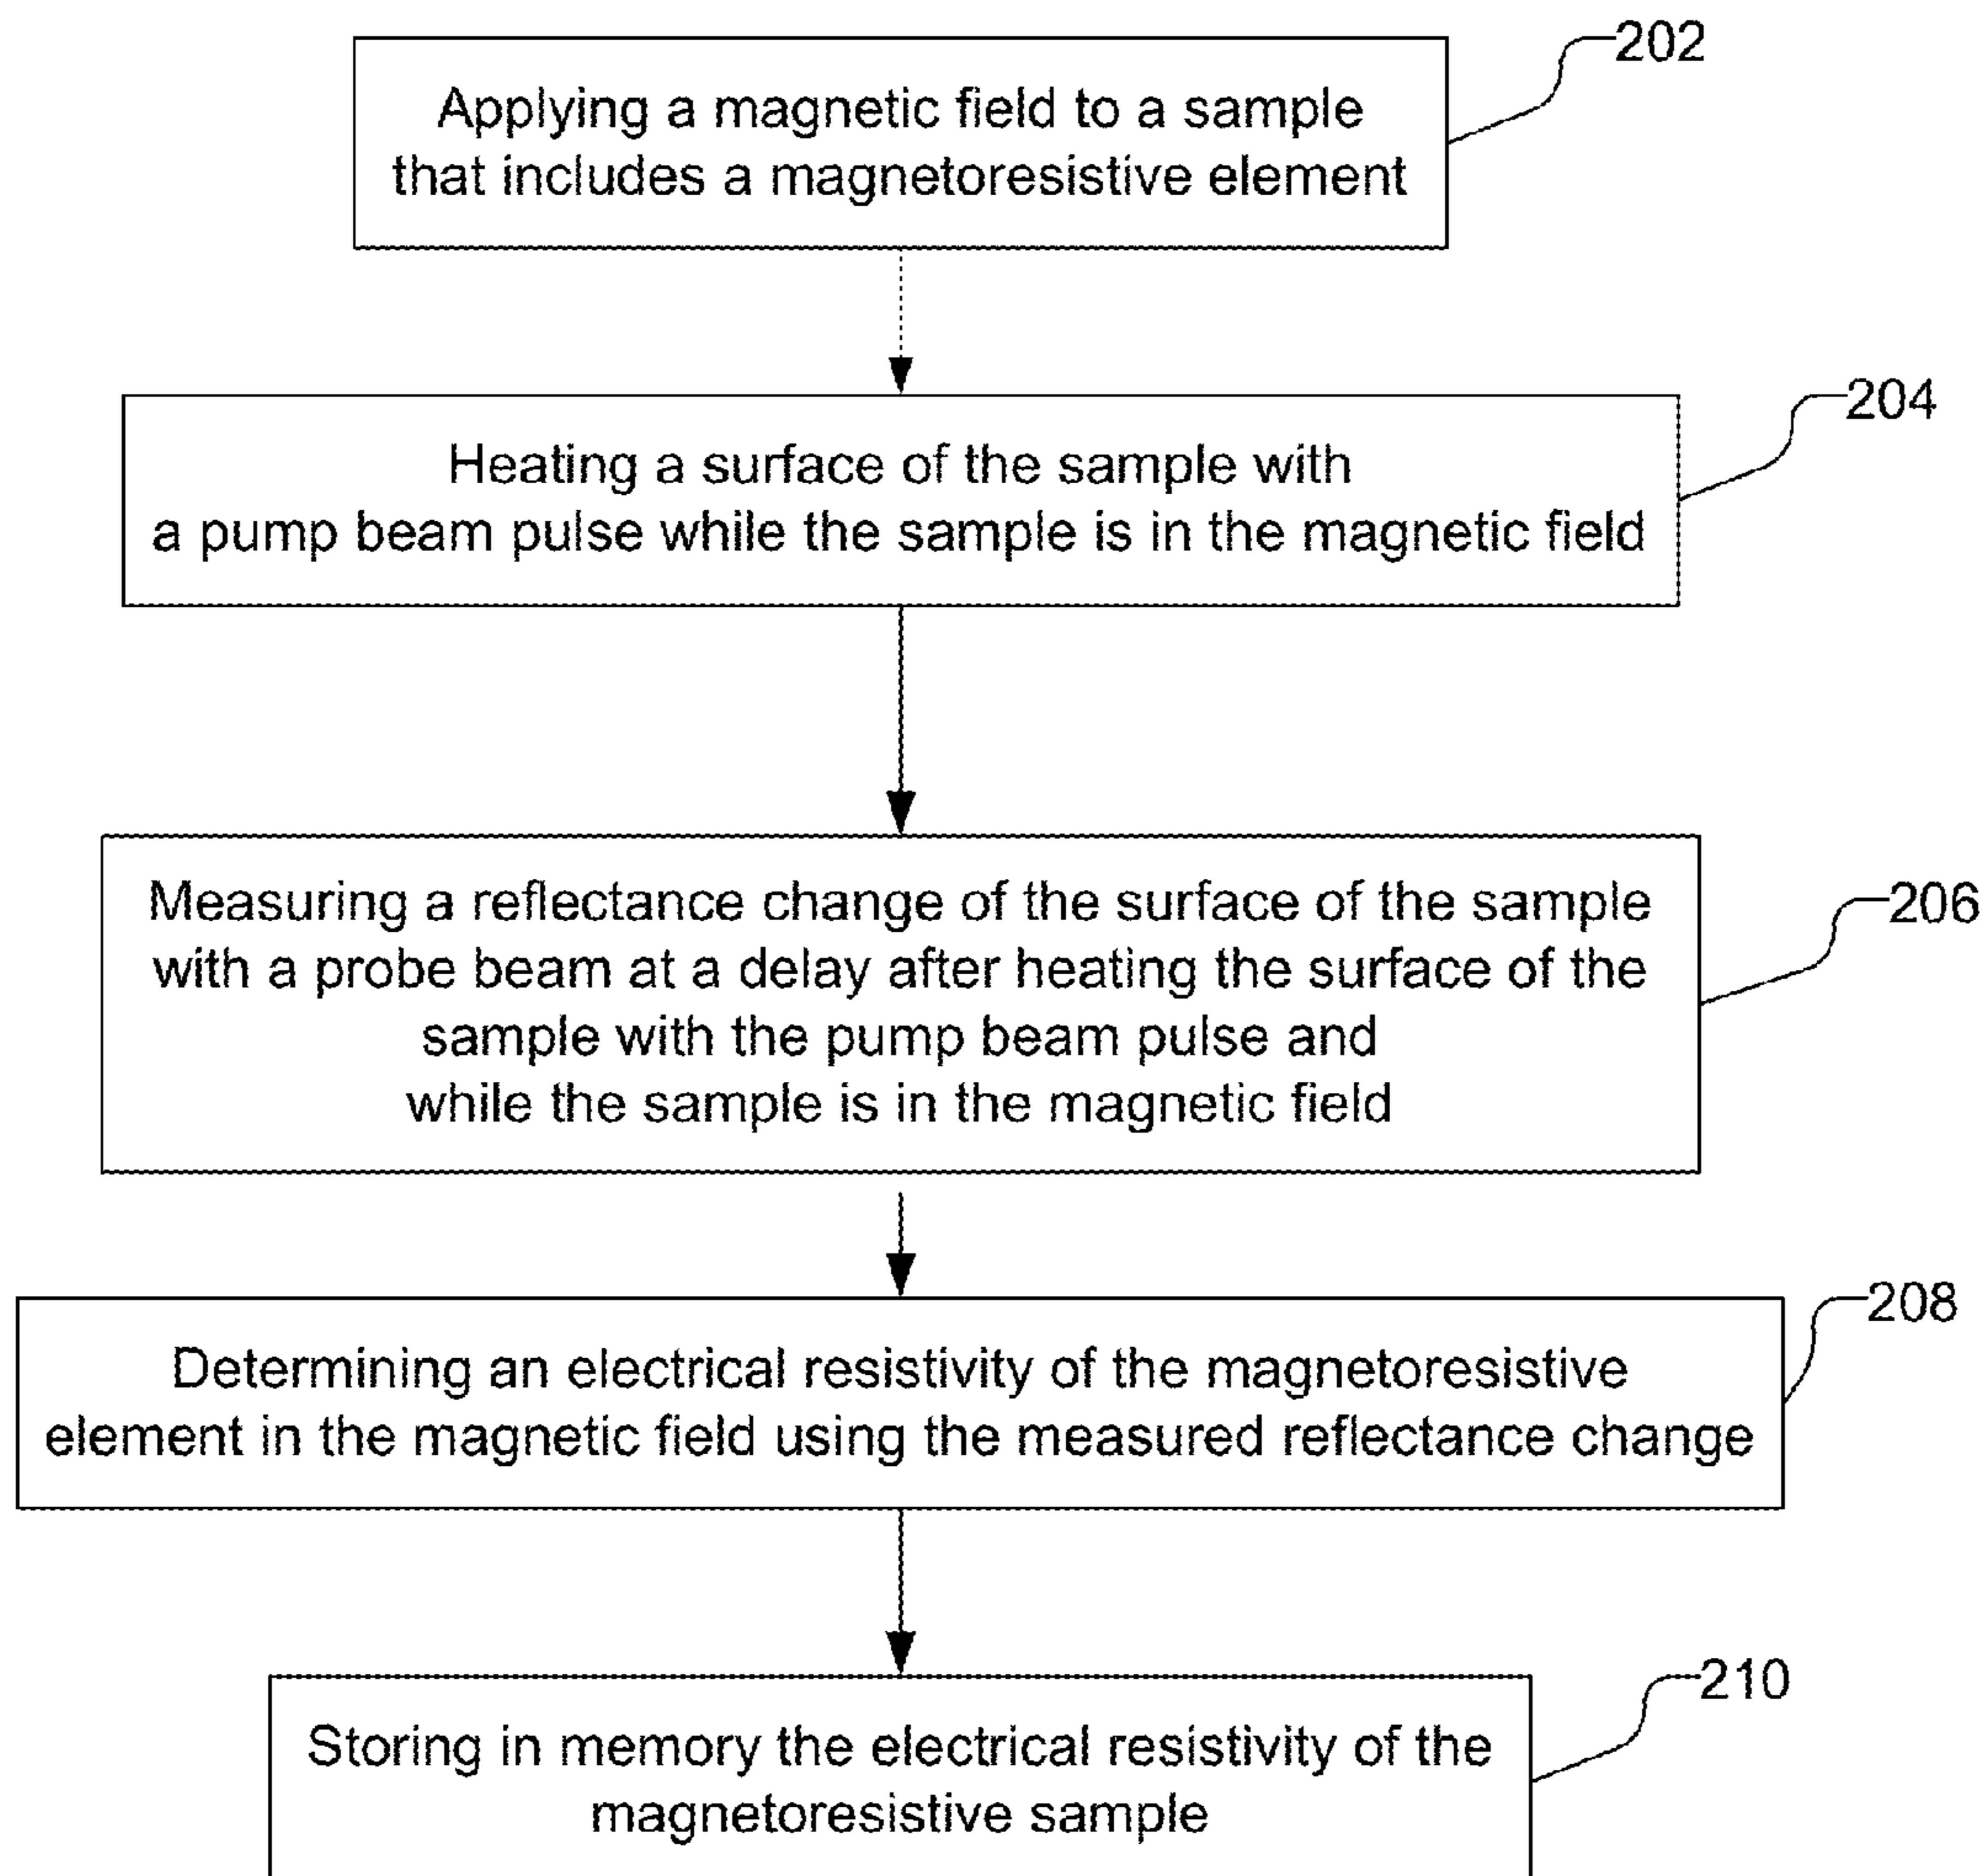 202
Applying a magnetic field to a sample
that includes a magnetoresistive element
204
Heating a surface of the sample with
a pump beam pulse while the sample is in the magnetic field
206
Measuring a reflectance change of the surface of the sample
with a probe beam at a delay after heating the surface of the
sample with the pump beam pulse and
while the sample is in the magnetic field
208
Determining an electrical resistivity of the magnetoresistive
element in the magnetic field using the measured reflectance change
210
Storing in memory the electrical resistivity of the
magnetoresistive sample